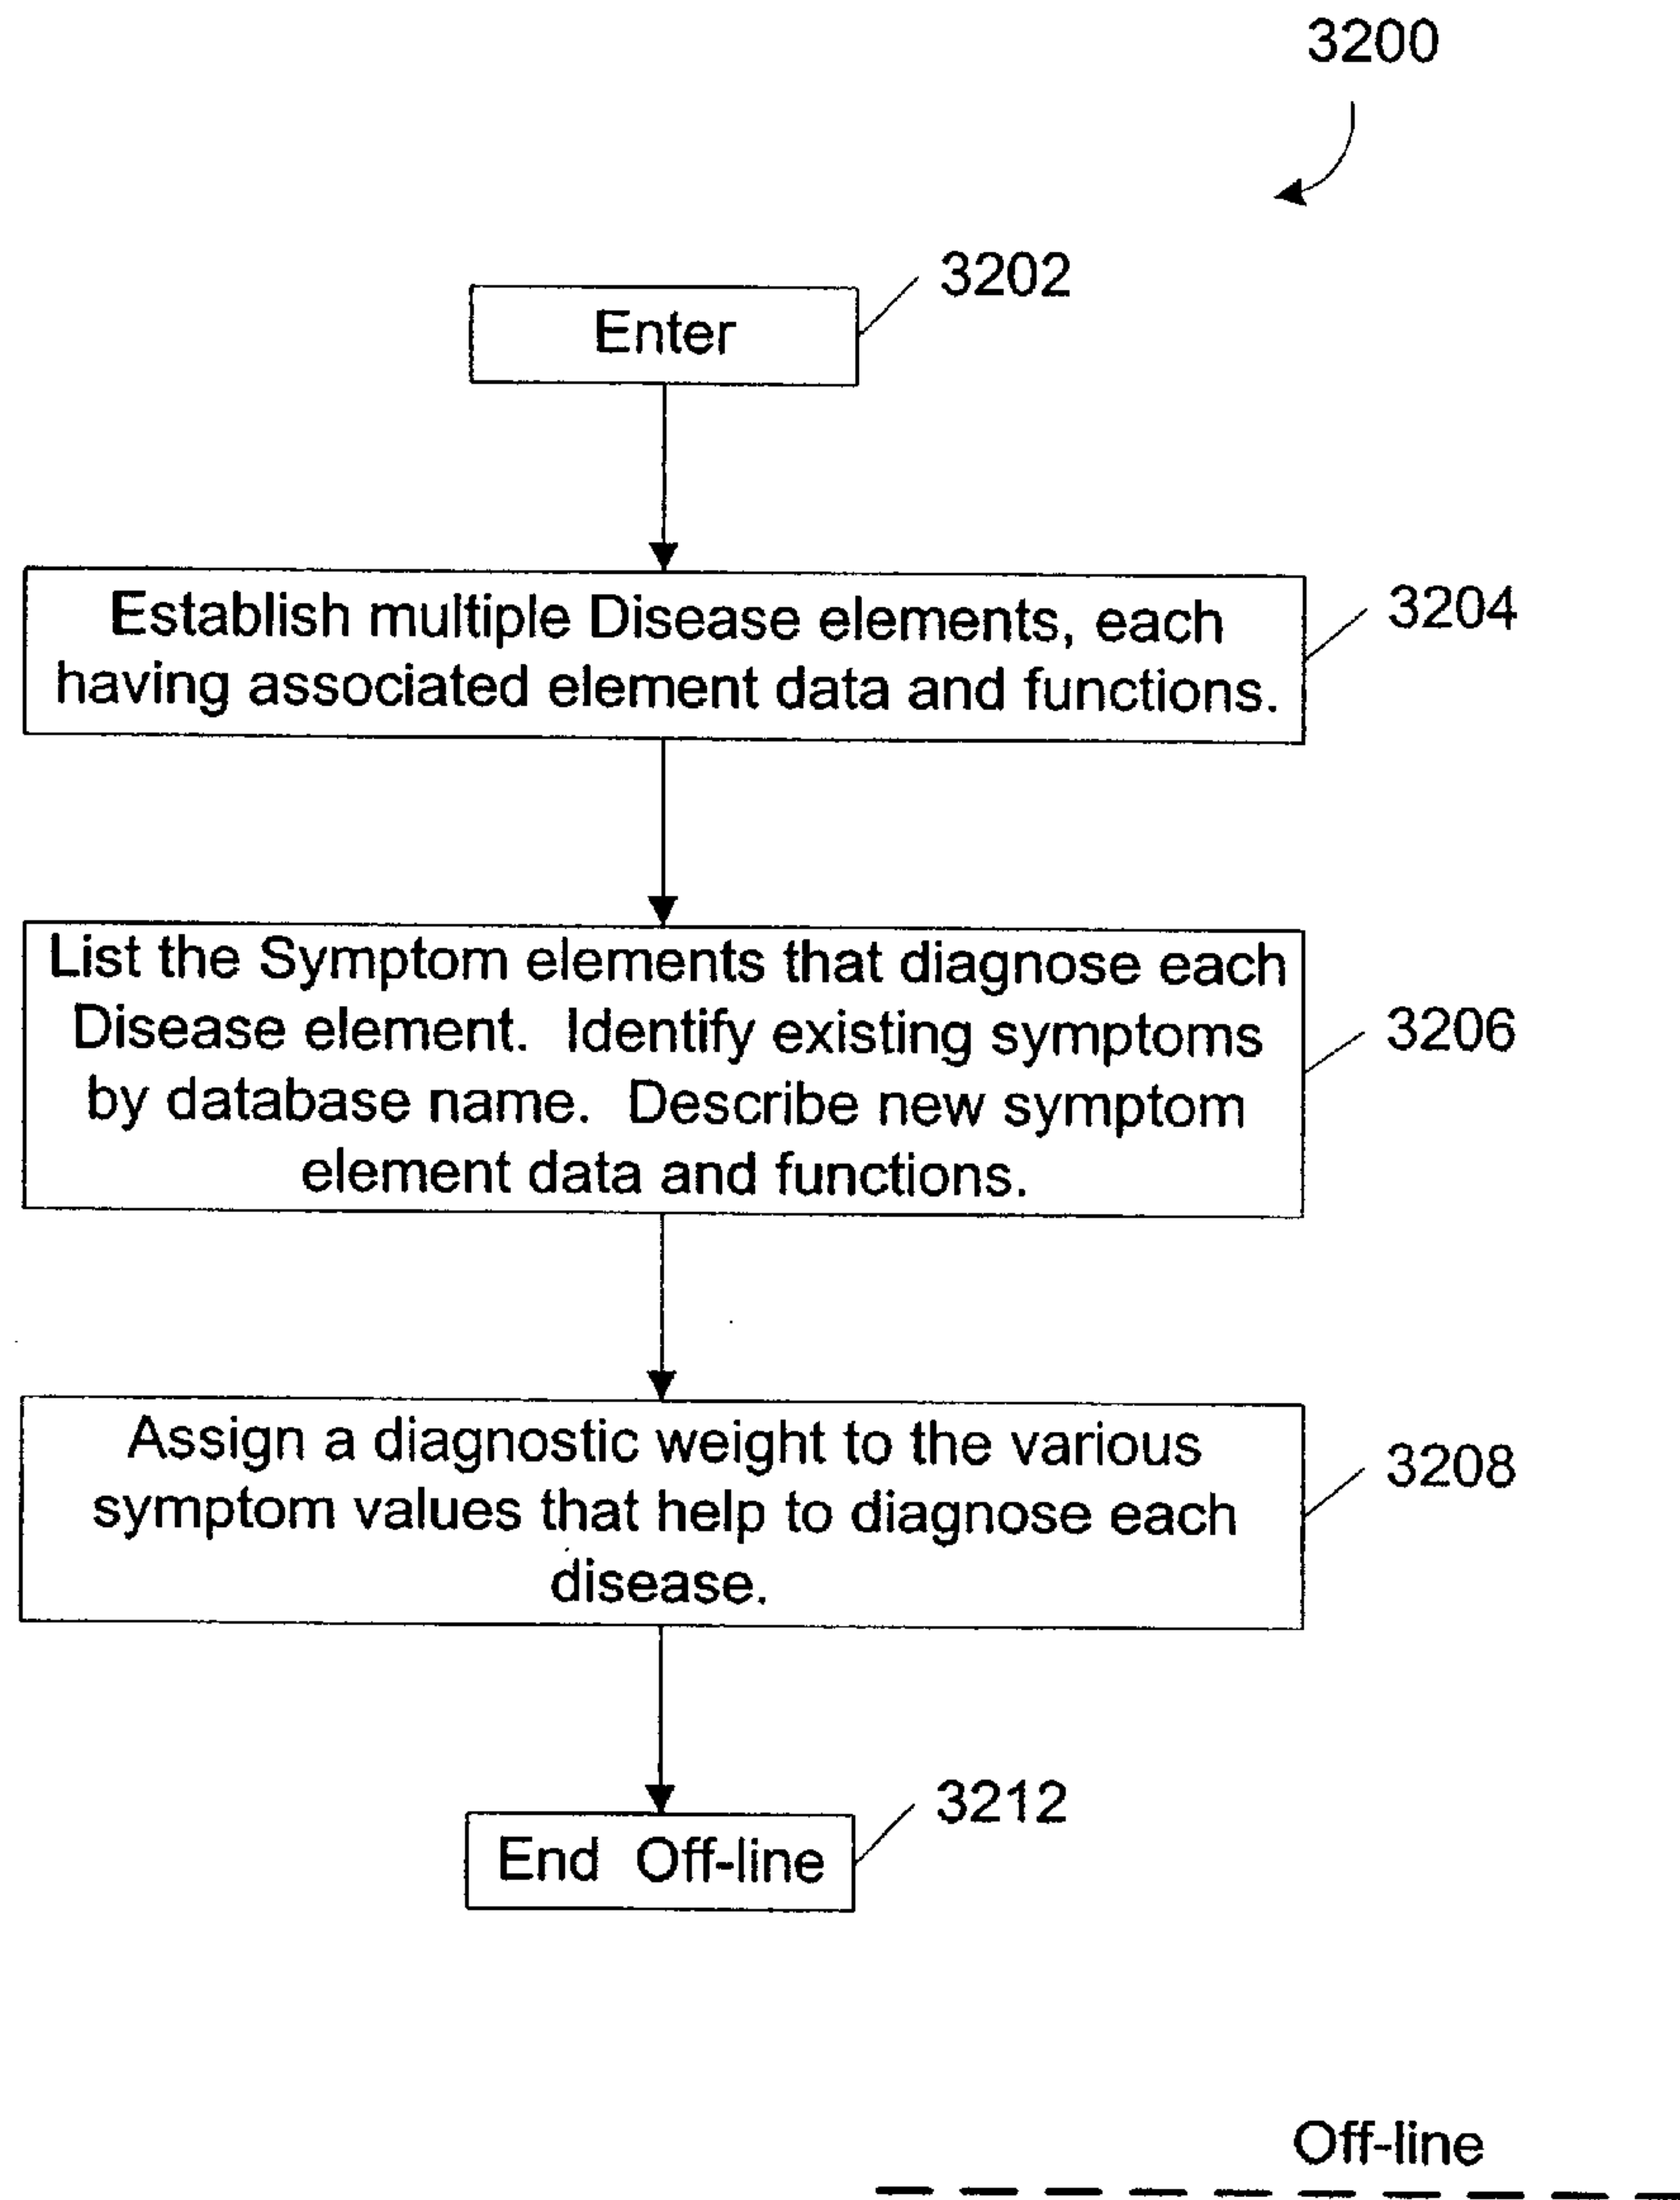 3200
3202
Enter
3204
Establish multiple Disease elements, each
having associated element data and functions.
List the Symptom elements that diagnose each
Disease element. Identify existing symptoms
3206
by database name. Describe new symptom
element data and functions.
Assign a diagnostic weight to the various
3208
symptom values that help to diagnose each
disease.
3212
End Off-line
Off-line